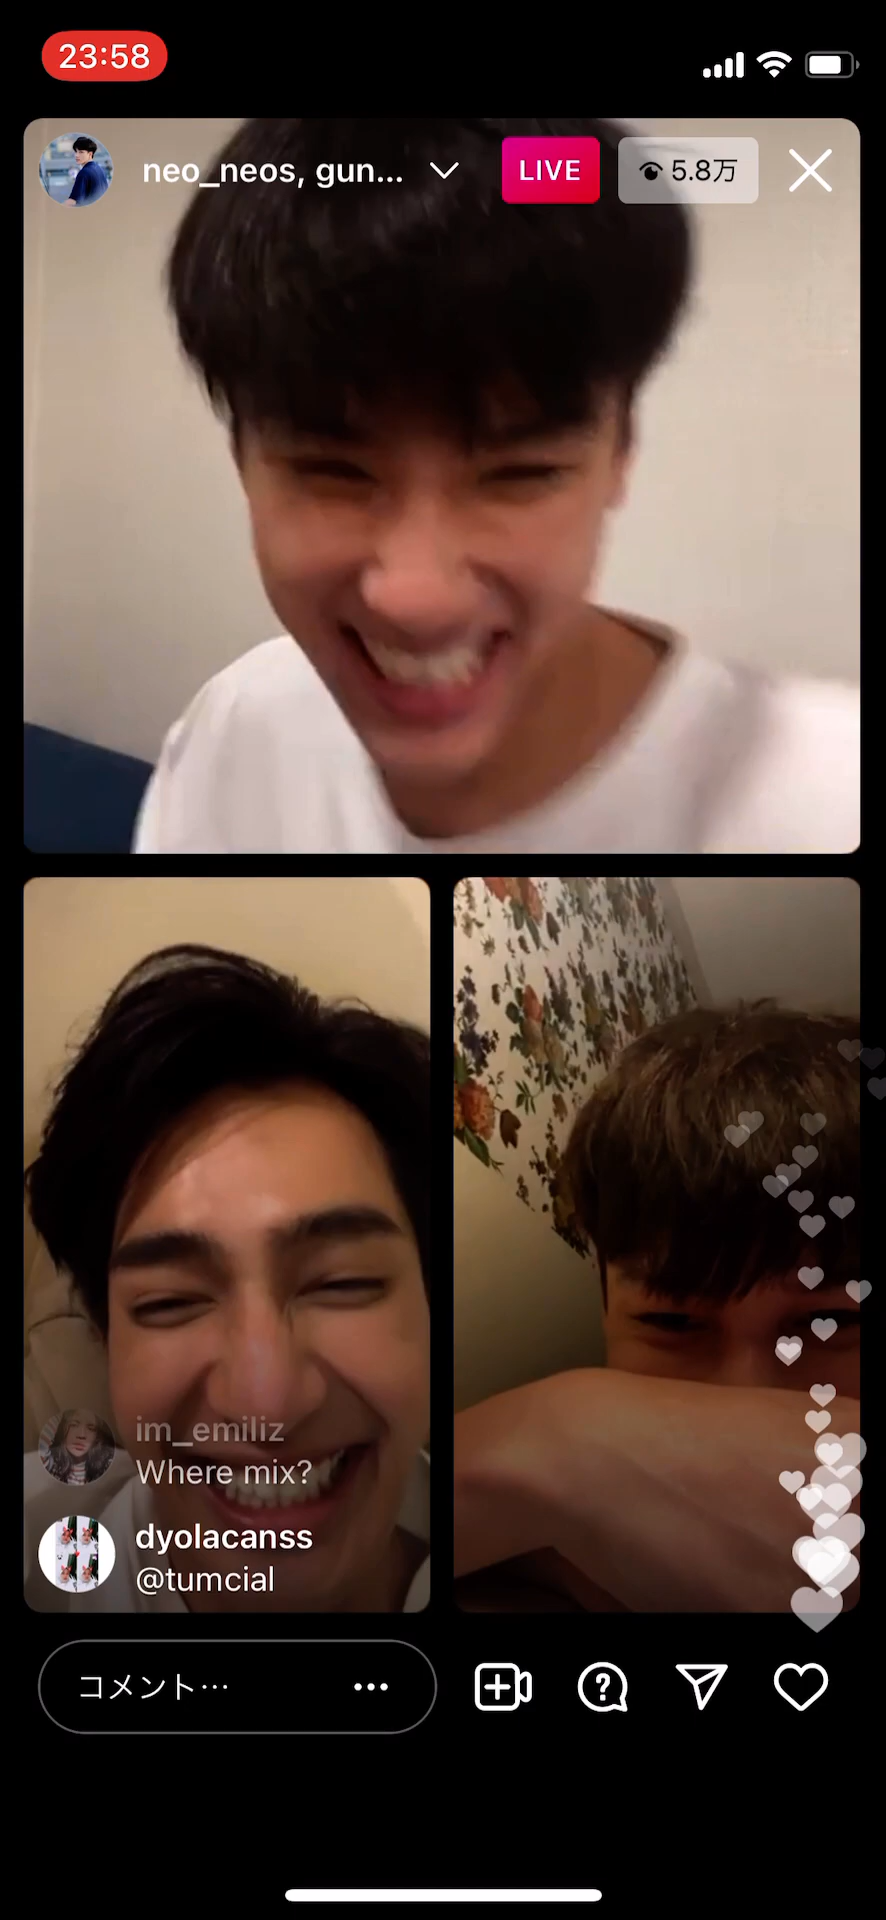 23:58
neo_neos, gun...
LIVE
5.8万
im_emiliz
Where mix?
dyolacanss
@tumcial
コメント…